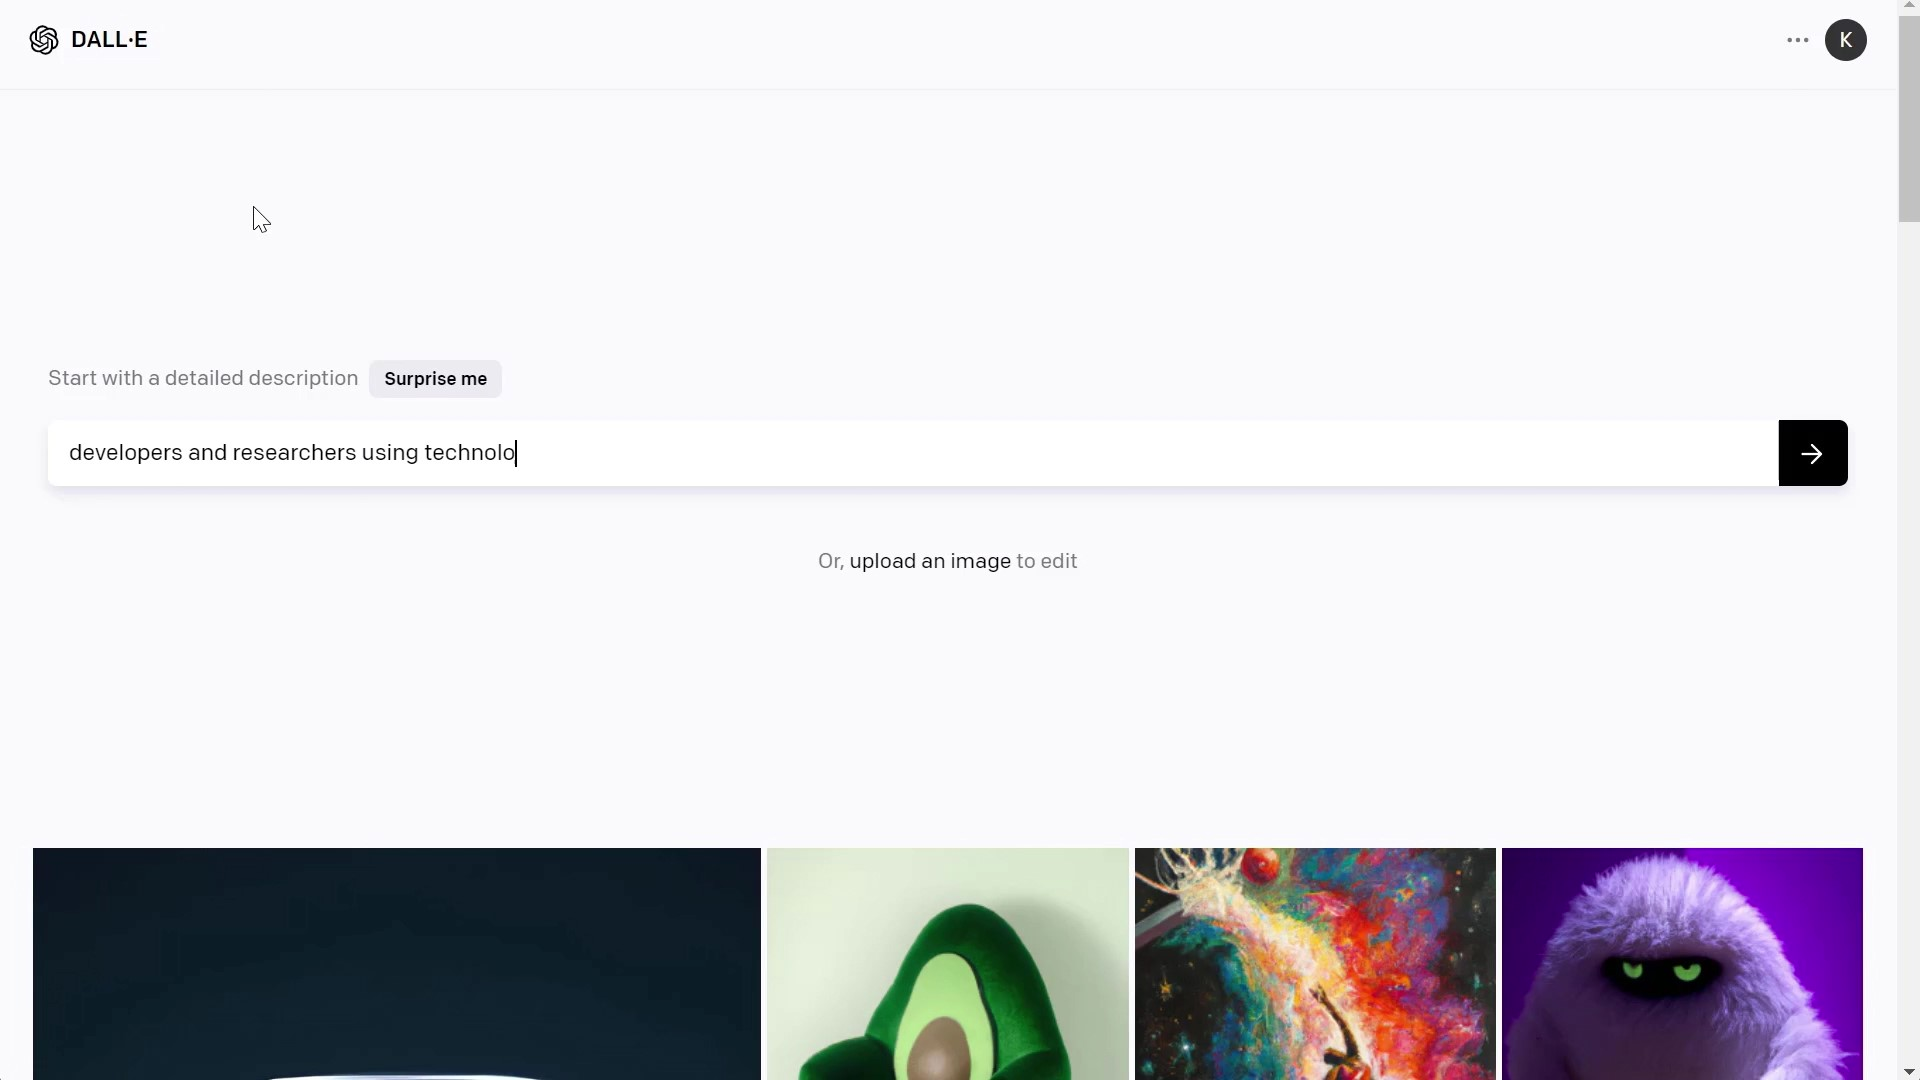 DALL·E
K
Start with a detailed description Surprise me
developers and researchers using technolo
Or, upload an image to edit